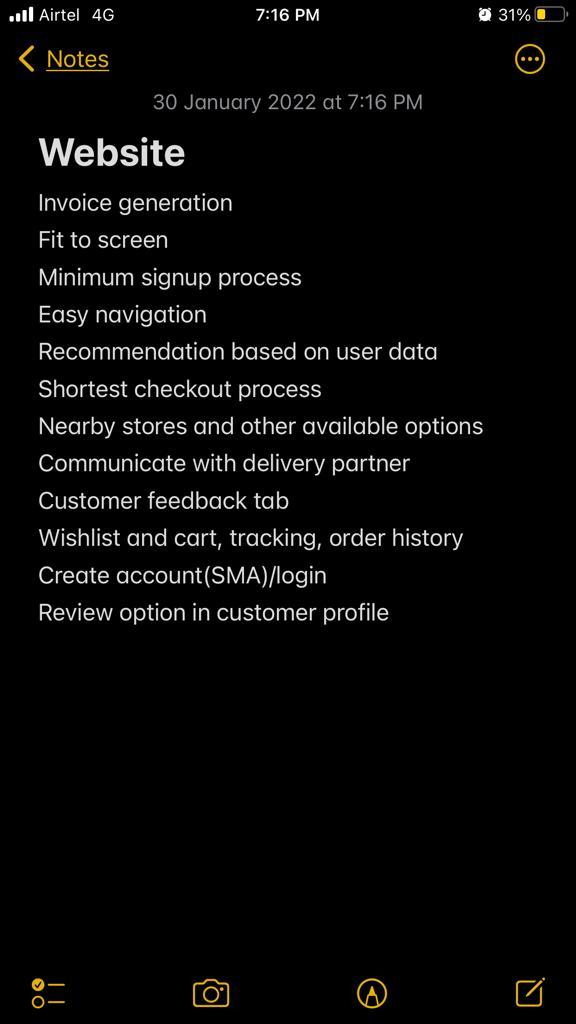 Airtel 4G 7:16 PM 31%
Notes
30 January 2022 at 7:16 PM
Website
Invoice generation
Fit to screen
Minimum signup process
Easy navigation
Recommendation based on user data
Shortest checkout process
Nearby stores and other available options
Communicate with delivery partner
Customer feedback tab
Wishlist and cart, tracking, order history
Create account(SMA)/login
Review option in customer profile